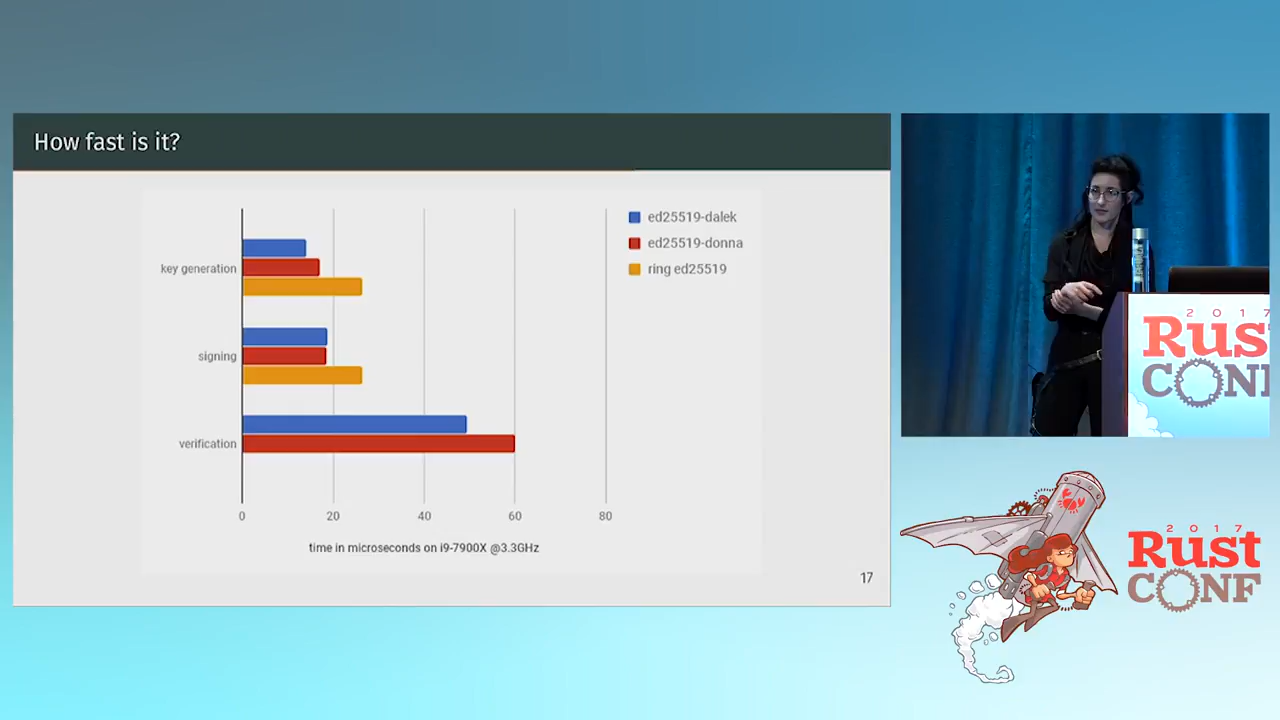 How fast is it?
ed25519-dalek
ed25519-donna
ring ed25519
key generation
signing
verification
0 20 40 60 80
time in microseconds on i9-7900X @3.3GHz
17
2017
Rus
CONF
2017
Rust
CONF